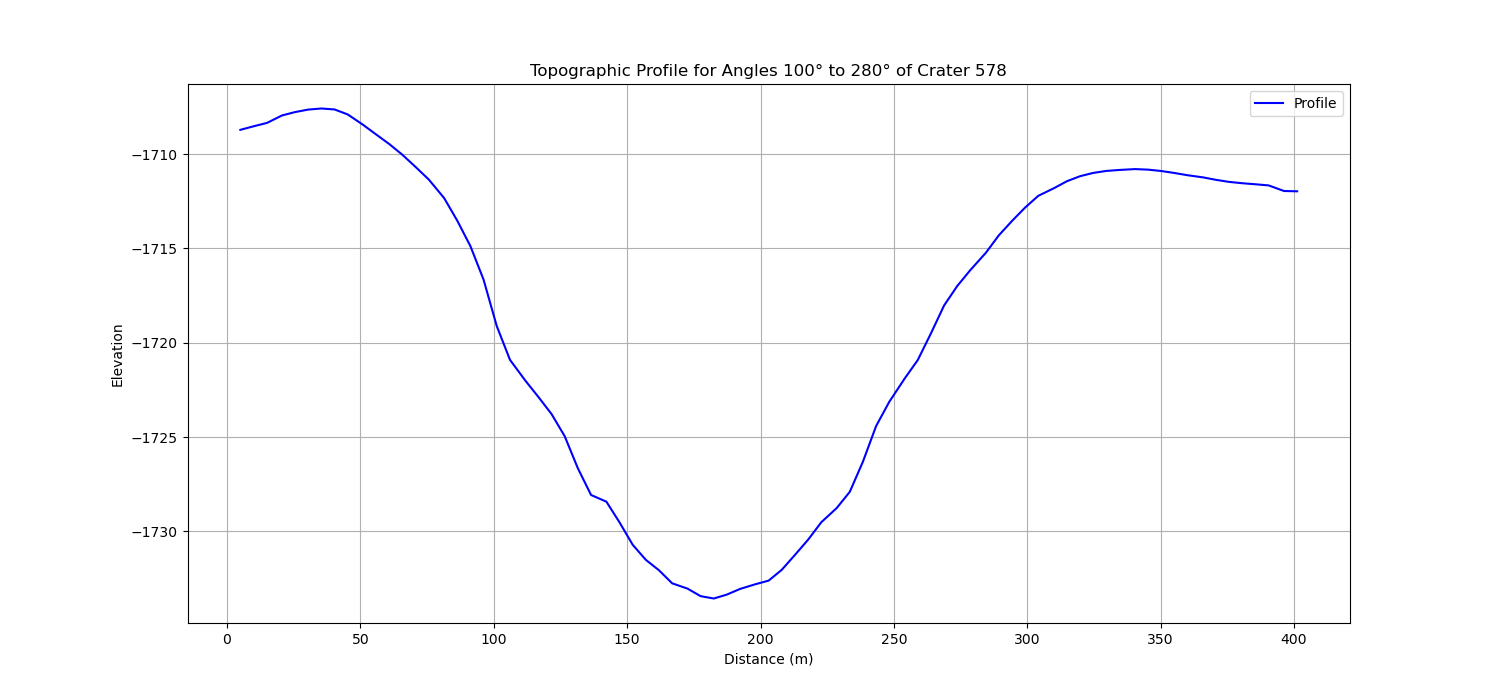 Topographic Profile for Angles 100° to 280° of Crater 578
Profile
−1710
−1715
−1720
−1725
−1730
Elevation
0 50 100 150 200 250 300 350 400
Distance (m)